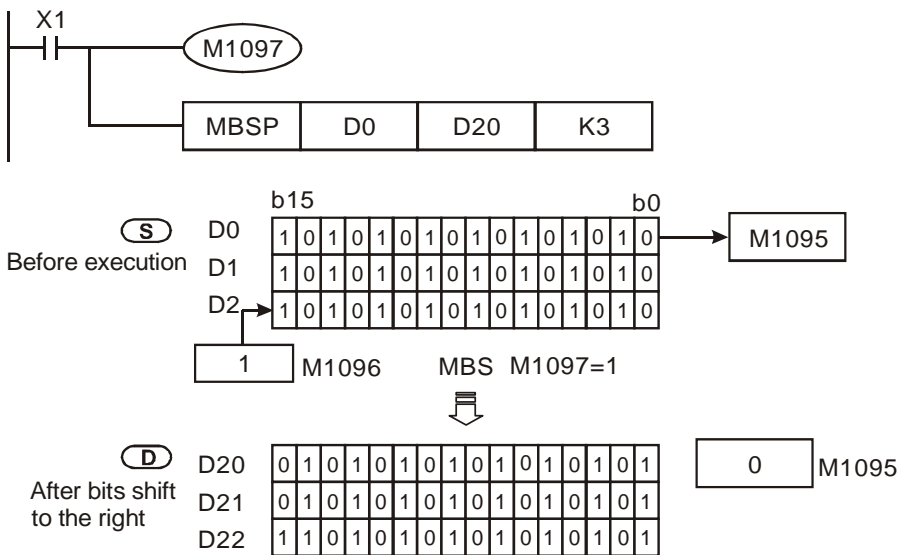 X1
M1097
MBSP D0 D20 K3
b15 b0
S D0 1 0 1 0 1 0 1 0 1 0 1 0 1 0 1 0 M1095
Before execution D1 1 0 1 0 1 0 1 0 1 0 1 0 1 0 1 0
D2 1 0 1 0 1 0 1 0 1 0 1 0 1 0 1 0
1 M1096 MBS M1097=1
D D20 0 1 0 1 0 1 0 1 0 1 0 1 0 1 0 1 0 M1095
After bits shift D21 0 1 0 1 0 1 0 1 0 1 0 1 0 1 0 1
to the right D22 1 1 0 1 0 1 0 1 0 1 0 1 0 1 0 1